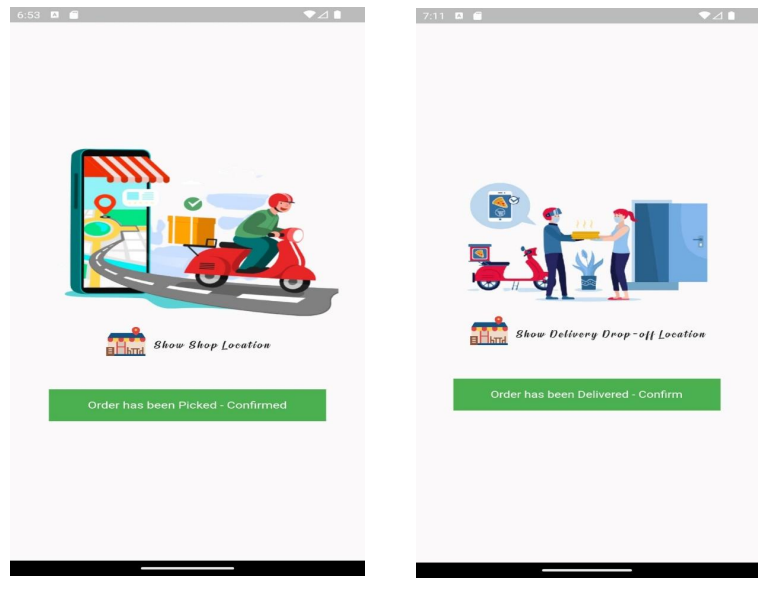 6:53
Show Shop Location
Order has been Picked - Confirmed
7:11
Show Delivery Drop-off Location
Order has been Delivered - Confirm